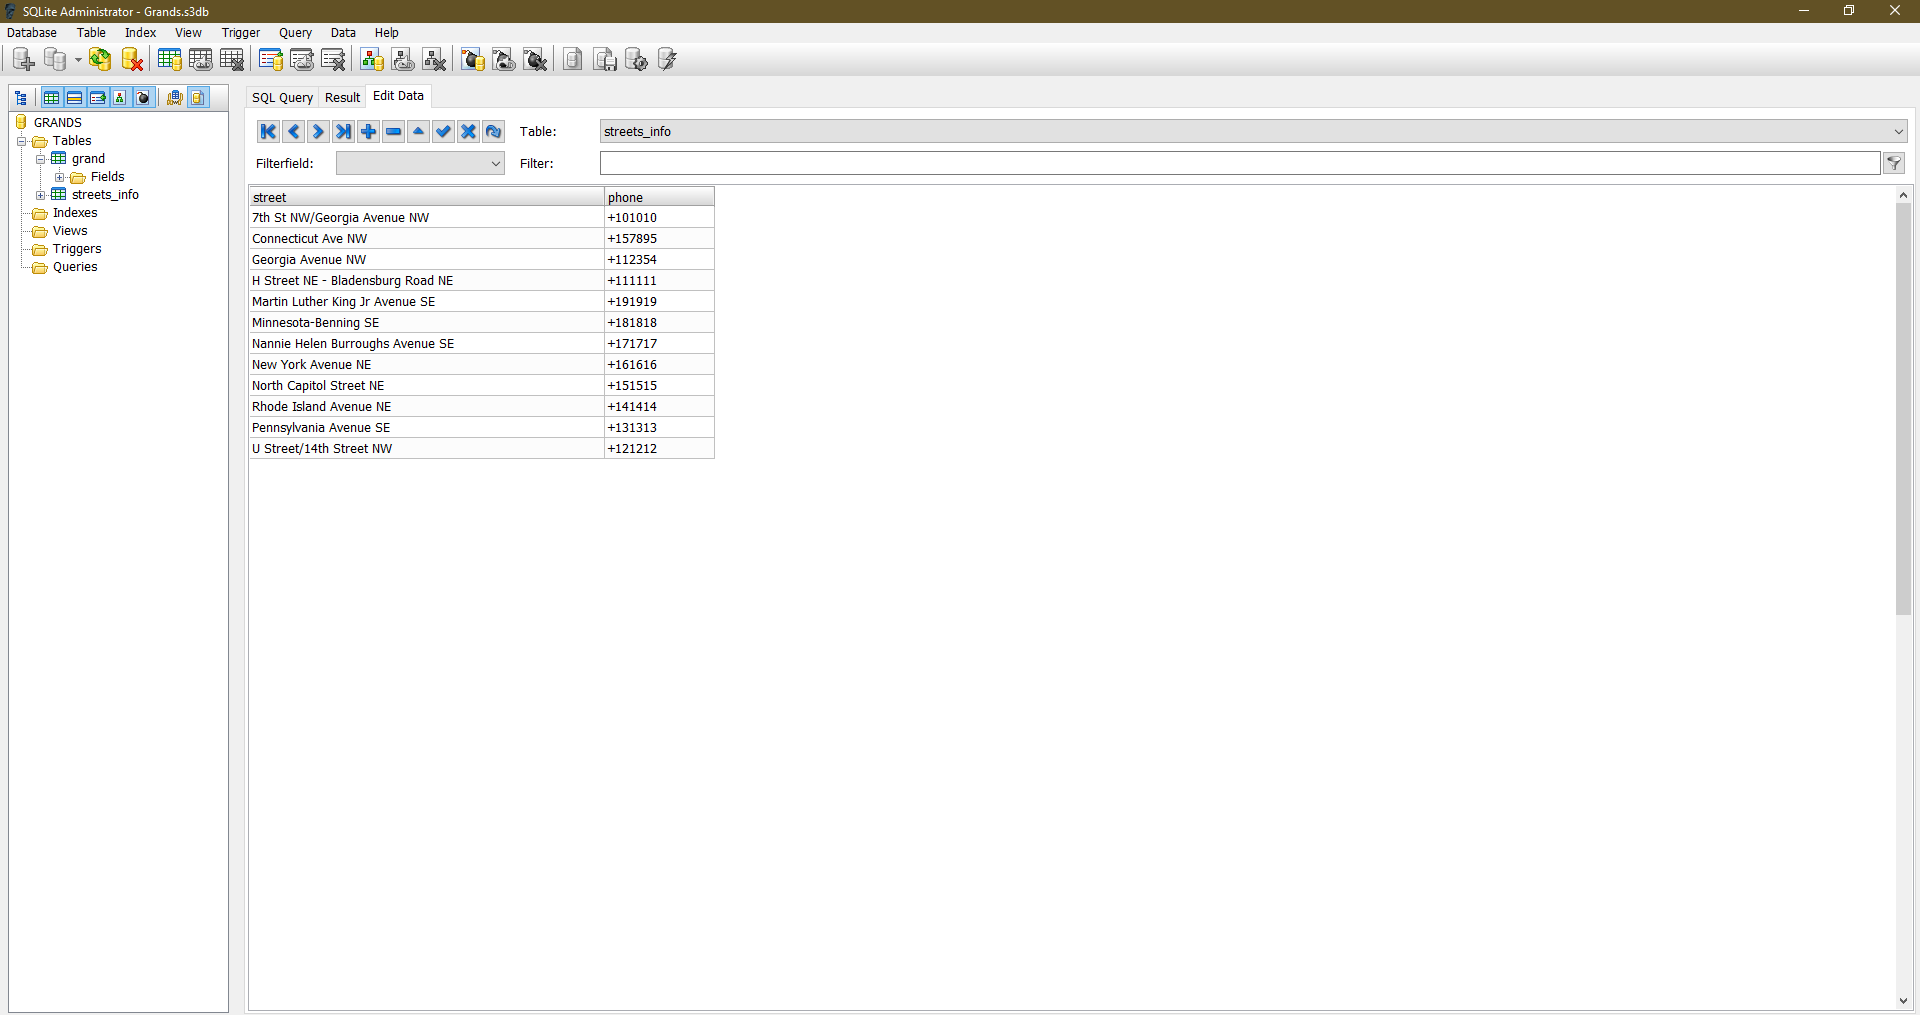 SQLite Administrator - Grands.s3db
Database Table Index View Trigger Query Data Help
SQL Query Result Edit Data
GRANDS
Tables
grand
Fields
streets_info
Indexes
Views
Triggers
Queries
Table: streets_info
Filterfield: Filter:
street phone
7th St NW/Georgia Avenue NW +101010
Connecticut Ave NW +157895
Georgia Avenue NW +112354
H Street NE - Bladensburg Road NE +111111
Martin Luther King Jr Avenue SE +191919
Minnesota-Benning SE +181818
Nannie Helen Burroughs Avenue SE +171717
New York Avenue NE +161616
North Capitol Street NE +151515
Rhode Island Avenue NE +141414
Pennsylvania Avenue SE +131313
U Street/14th Street NW +121212